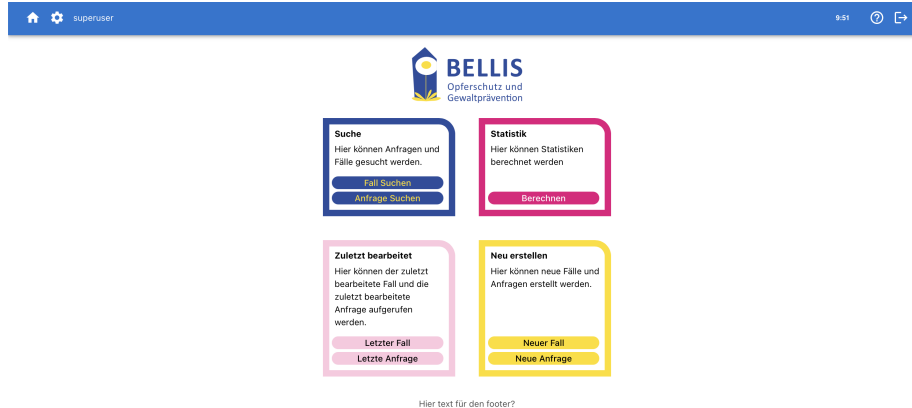 superuser
9:51
BELLIS
Opferschutz und
Gewaltprävention
Suche
Hier können Anfragen und
Fälle gesucht werden.
Fall Suchen
Anfrage Suchen
Statistik
Hier können Statistiken
berechnet werden
Berechnen
Zuletzt bearbeitet
Hier können der zuletzt
bearbeitete Fall und die
zuletzt bearbeitete
Anfrage aufgerufen
werden.
Letzter Fall
Letzte Anfrage
Neu erstellen
Hier können neue Fälle und
Anfragen erstellt werden.
Neuer Fall
Neue Anfrage
Hier text für den footer?